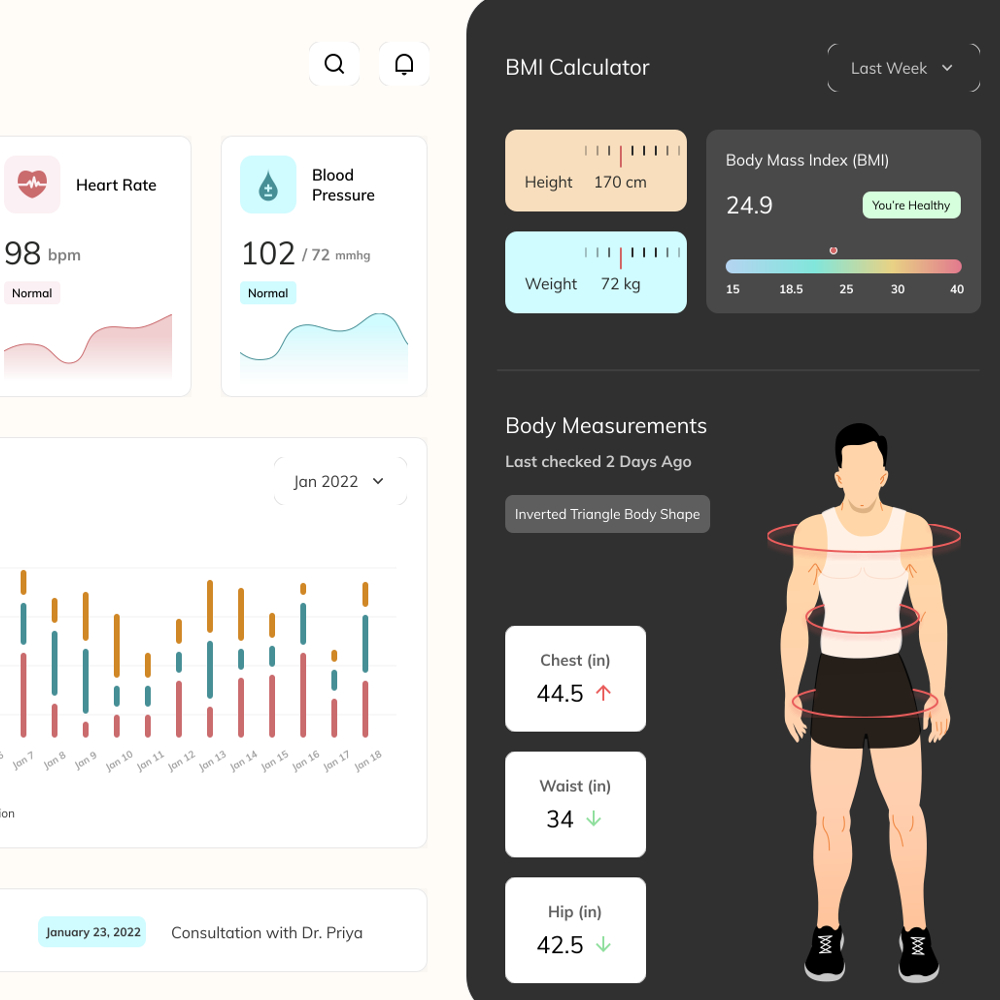 Heart Rate
98 bpm
Normal
Blood
Pressure
102 / 72 mmhg
Normal
Jan 2022
Jan 7
Jan 8
Jan 9
Jan 10
Jan 11
Jan 12
Jan 13
Jan 14
Jan 15
Jan 16
Jan 17
Jan 18
January 23, 2022
Consultation with Dr. Priya
BMI Calculator
Last Week
Height 170 cm
Weight 72 kg
Body Mass Index (BMI)
24.9
You're Healthy
15 18.5 25 30 40
Body Measurements
Last checked 2 Days Ago
Inverted Triangle Body Shape
Chest (in)
44.5
Waist (in)
34
Hip (in)
42.5